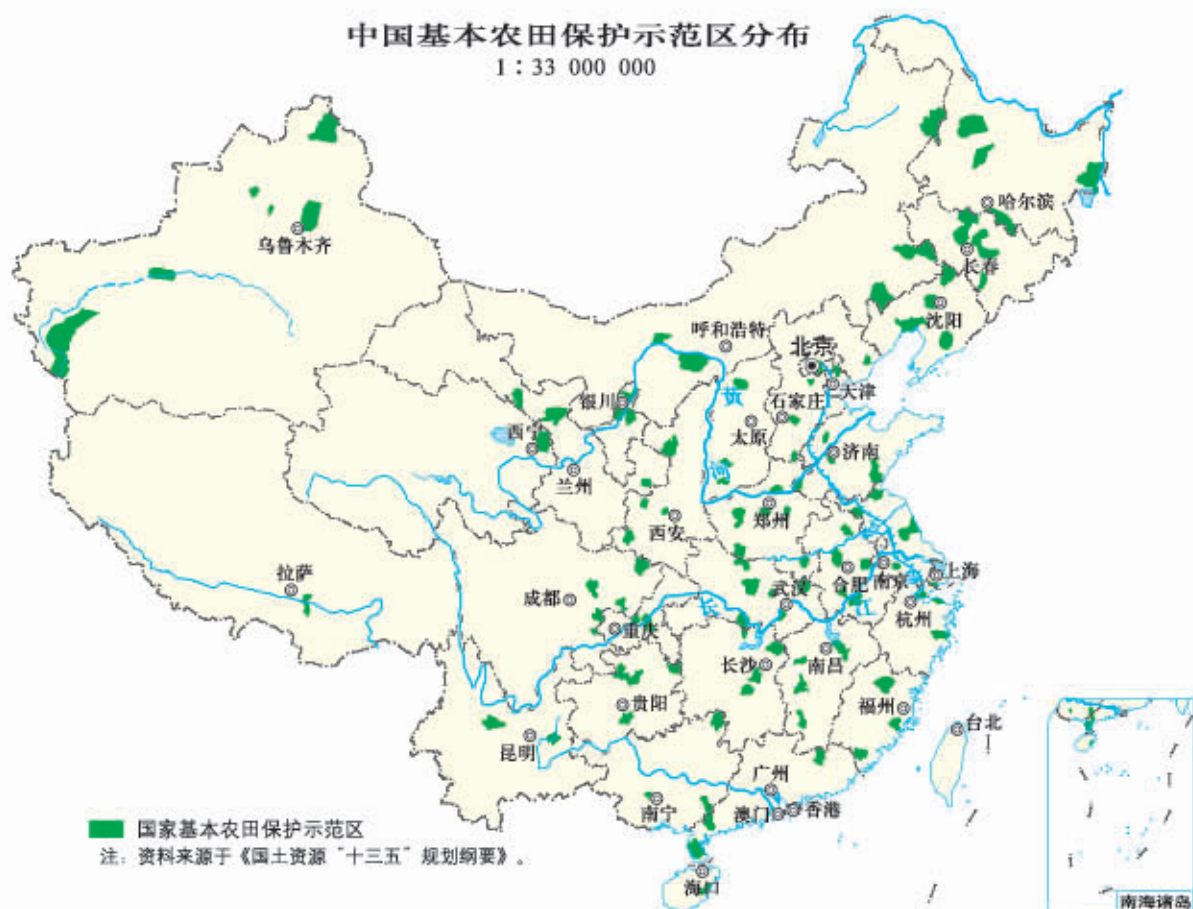 中国基本农田保护示范区分布
1：33 000 000
哈尔滨
乌鲁木齐
长春
沈阳
呼和浩特
北京
天津
银川
黄
石家庄
西宁
太原
河
济南
兰州
西安
郑州
拉萨
成都
合肥
南京
上海
武汉
长
江
杭州
重庆
长沙
南昌
贵阳
福州
昆明
台北
广州
南宁
澳门
香港
国家基本农田保护示范区
注：资料来源于《国土资源“十三五”规划纲要》。
海口
南海诸岛